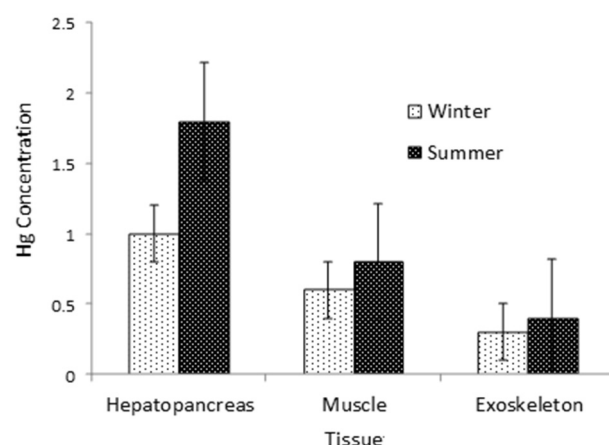 2.5
2
1.5
1
0.5
0
Hg Concentration
Winter
Summer
Hepatopancreas Muscle Exoskeleton
Tissue